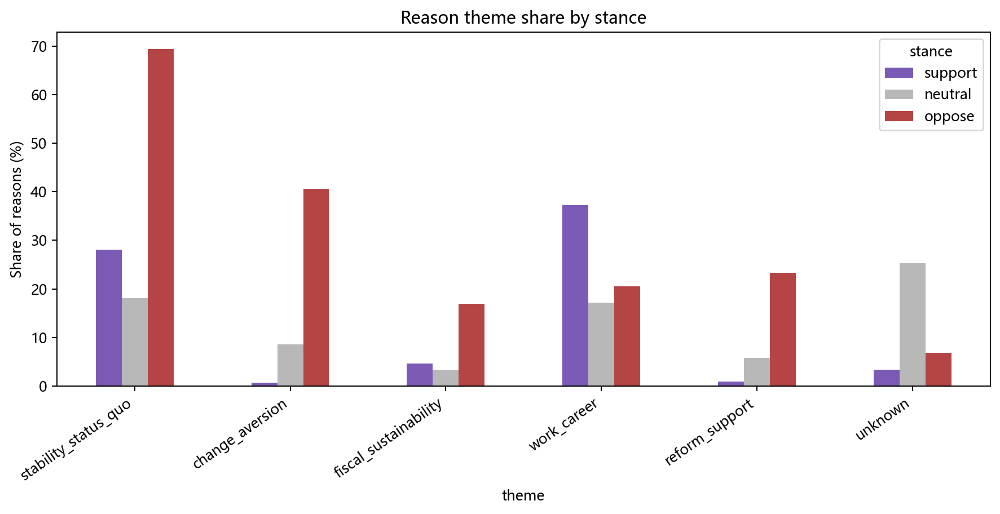 Reason theme share by stance
stance
support
neutral
oppose
Share of reasons (%)
70
60
50
40
30
20
10
0
stability_status_quo
change_aversion
fiscal_sustainability
work_career
reform_support
unknown
theme